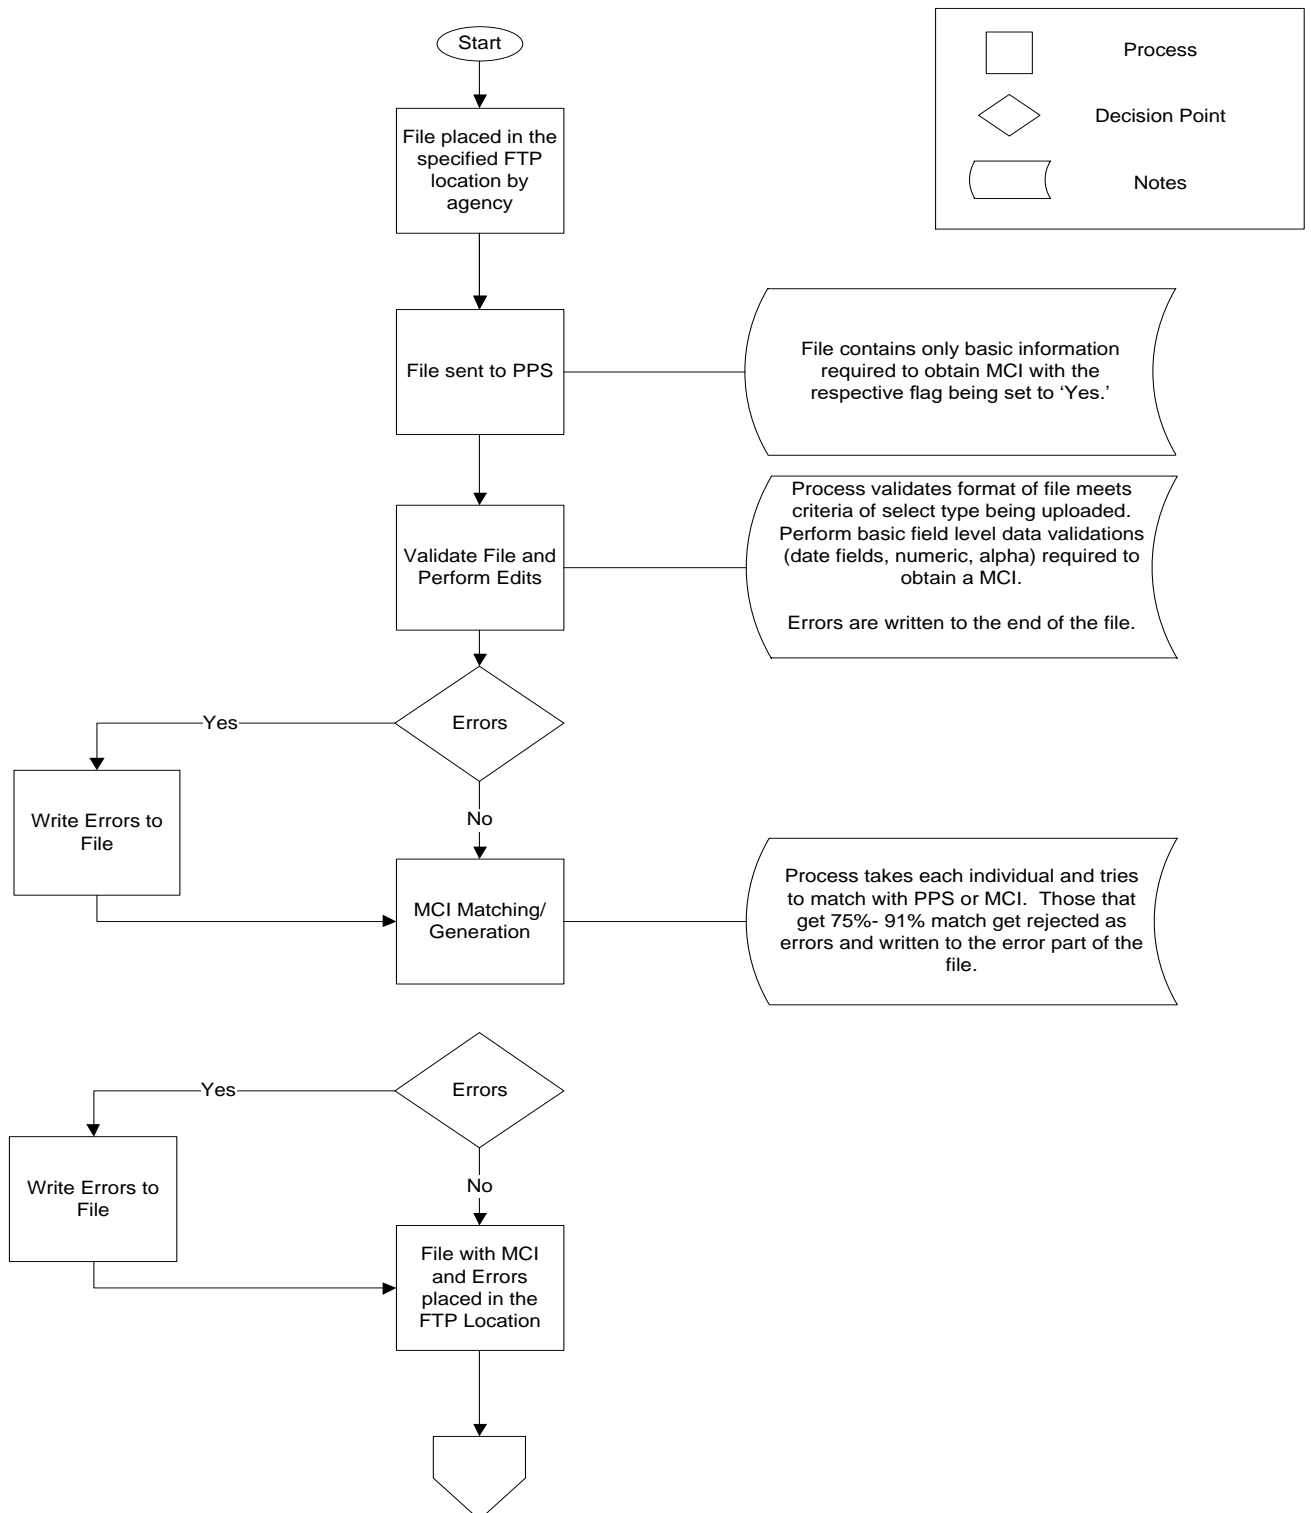 Start
Process
Decision Point
Notes
File placed in the
specified FTP
location by
agency
File sent to PPS
File contains only basic information
required to obtain MCI with the
respective flag being set to ‘Yes.’
Validate File and
Perform Edits
Process validates format of file meets
criteria of select type being uploaded.
Perform basic field level data validations
(date fields, numeric, alpha) required to
obtain a MCI.
Errors are written to the end of the file.
Errors
Yes
Write Errors to
File
No
MCI Matching/
Generation
Process takes each individual and tries
to match with PPS or MCI.  Those that
get 75%- 91% match get rejected as
errors and written to the error part of the
file.
Errors
Yes
Write Errors to
File
No
File with MCI
and Errors
placed in the
FTP Location